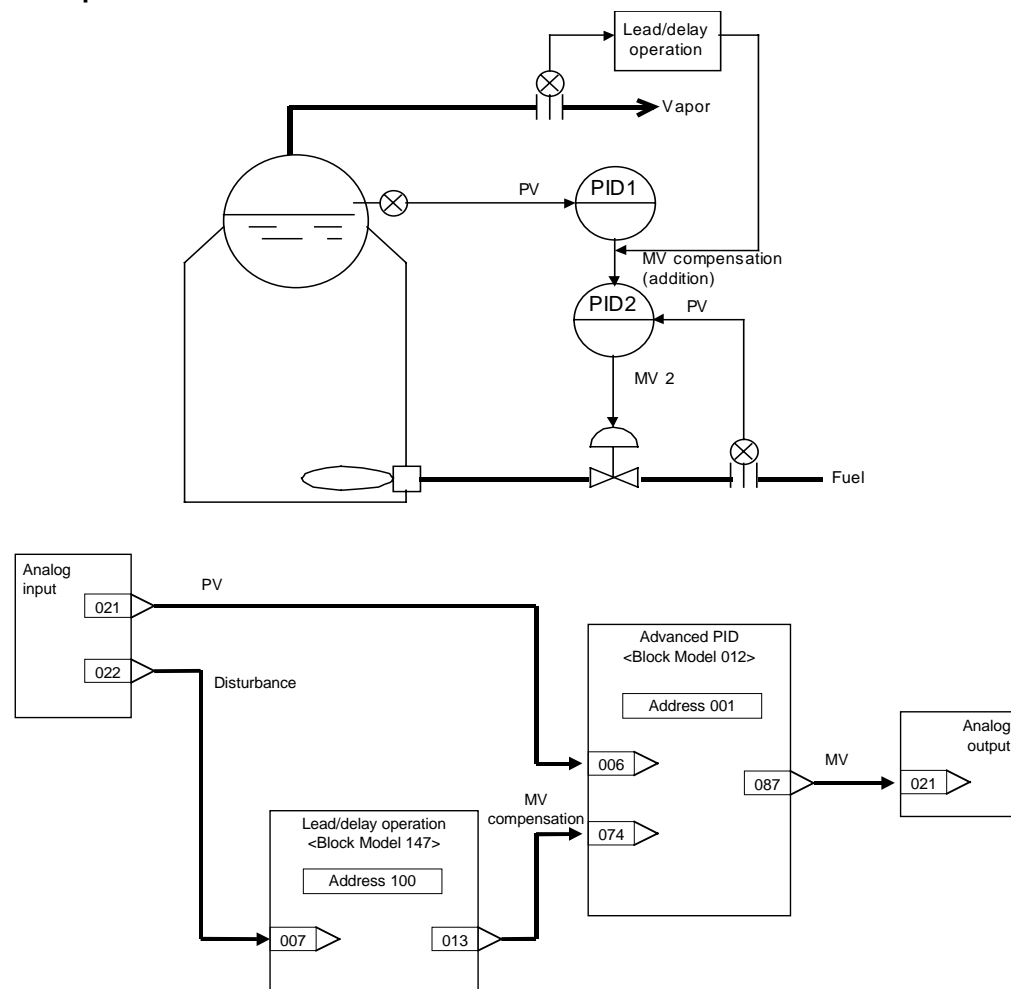 Lead/delay
operation
Vapor
PV
PID1
MV compensation
(addition)
PID2
PV
MV 2
Fuel
Analog
input
021
022
PV
Disturbance
Advanced PID
<Block Model 012>
Address 001
006
074
087
MV
compensation
MV
Analog
output
021
Lead/delay operation
<Block Model 147>
Address 100
007
013